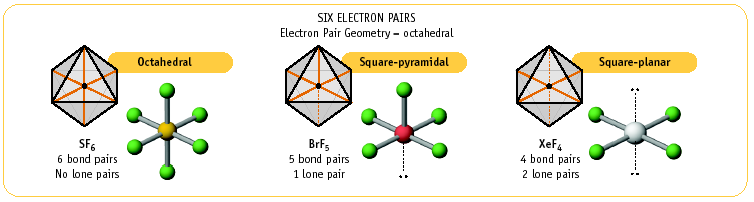 SIX ELECTRON PAIRS
Electron Pair Geometry = octahedral
Octahedral
SF6
6 bond pairs
No lone pairs
Square-pyramidal
BrF5
5 bond pairs
1 lone pair
Square-planar
XeF4
4 bond pairs
2 lone pairs